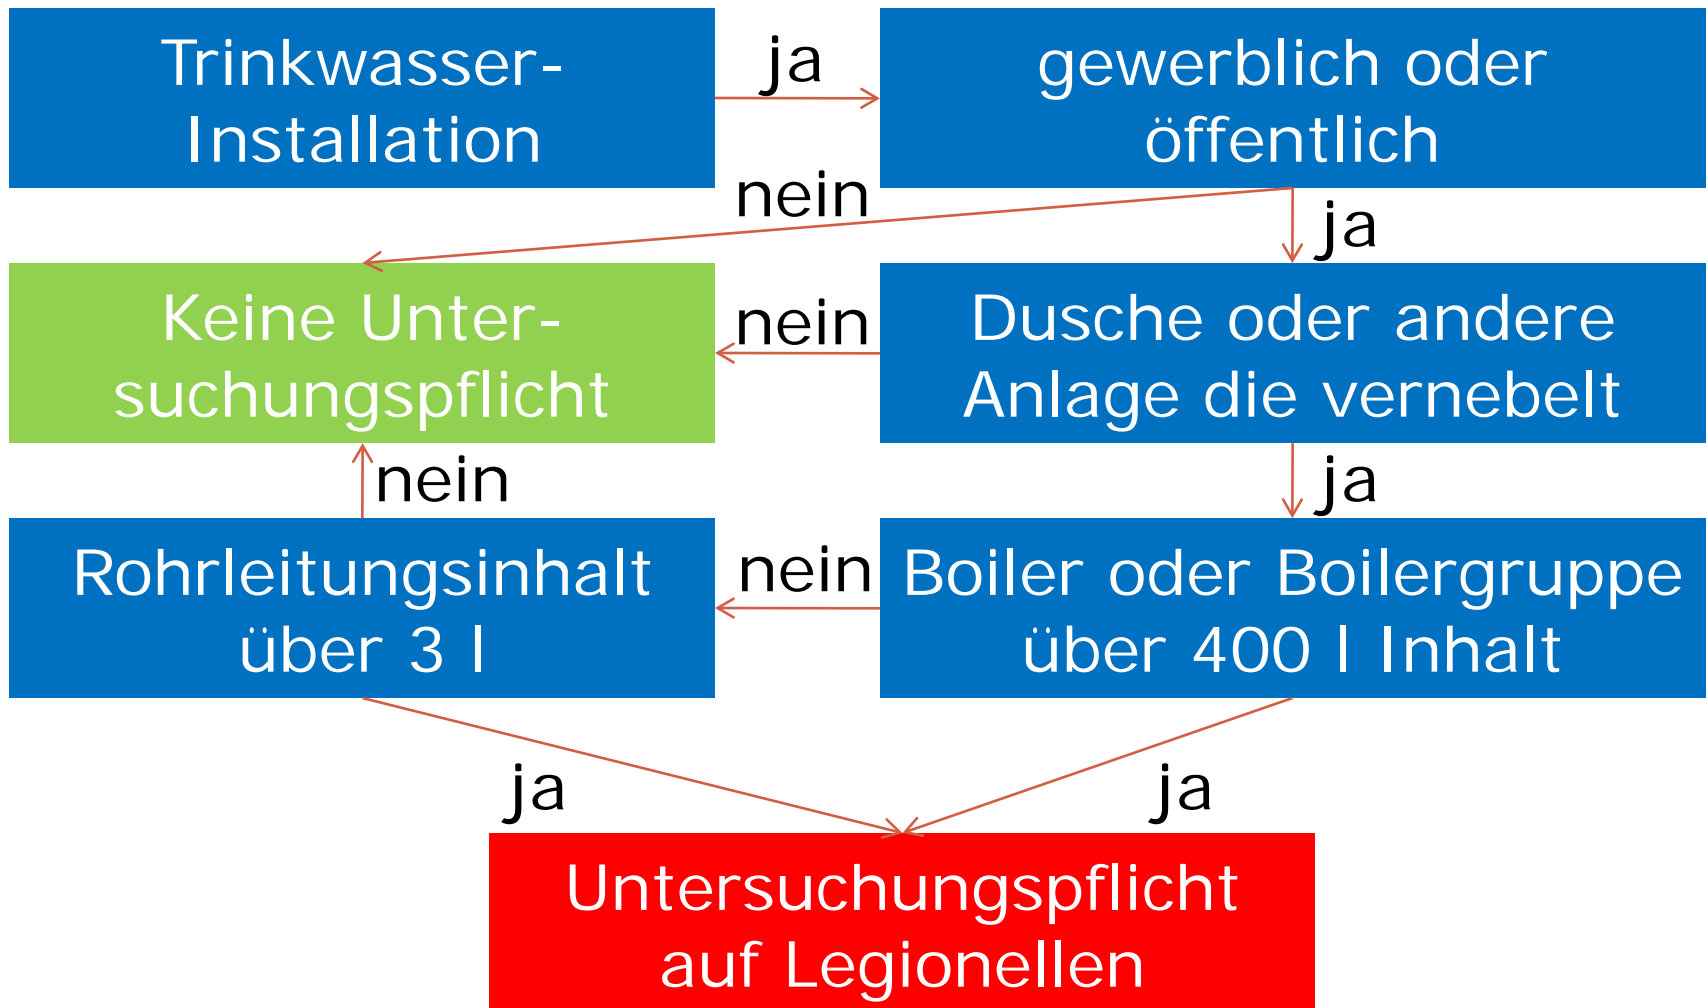 Trinkwasser-
Installation
ja
gewerblich oder
öffentlich
nein
ja
Keine Unter-
suchungspflicht
nein
Dusche oder andere
Anlage die vernebelt
nein
ja
Rohrleitungsinhalt
über 3 l
nein
Boiler oder Boilergruppe
über 400 l Inhalt
ja
ja
Untersuchungspflicht
auf Legionellen